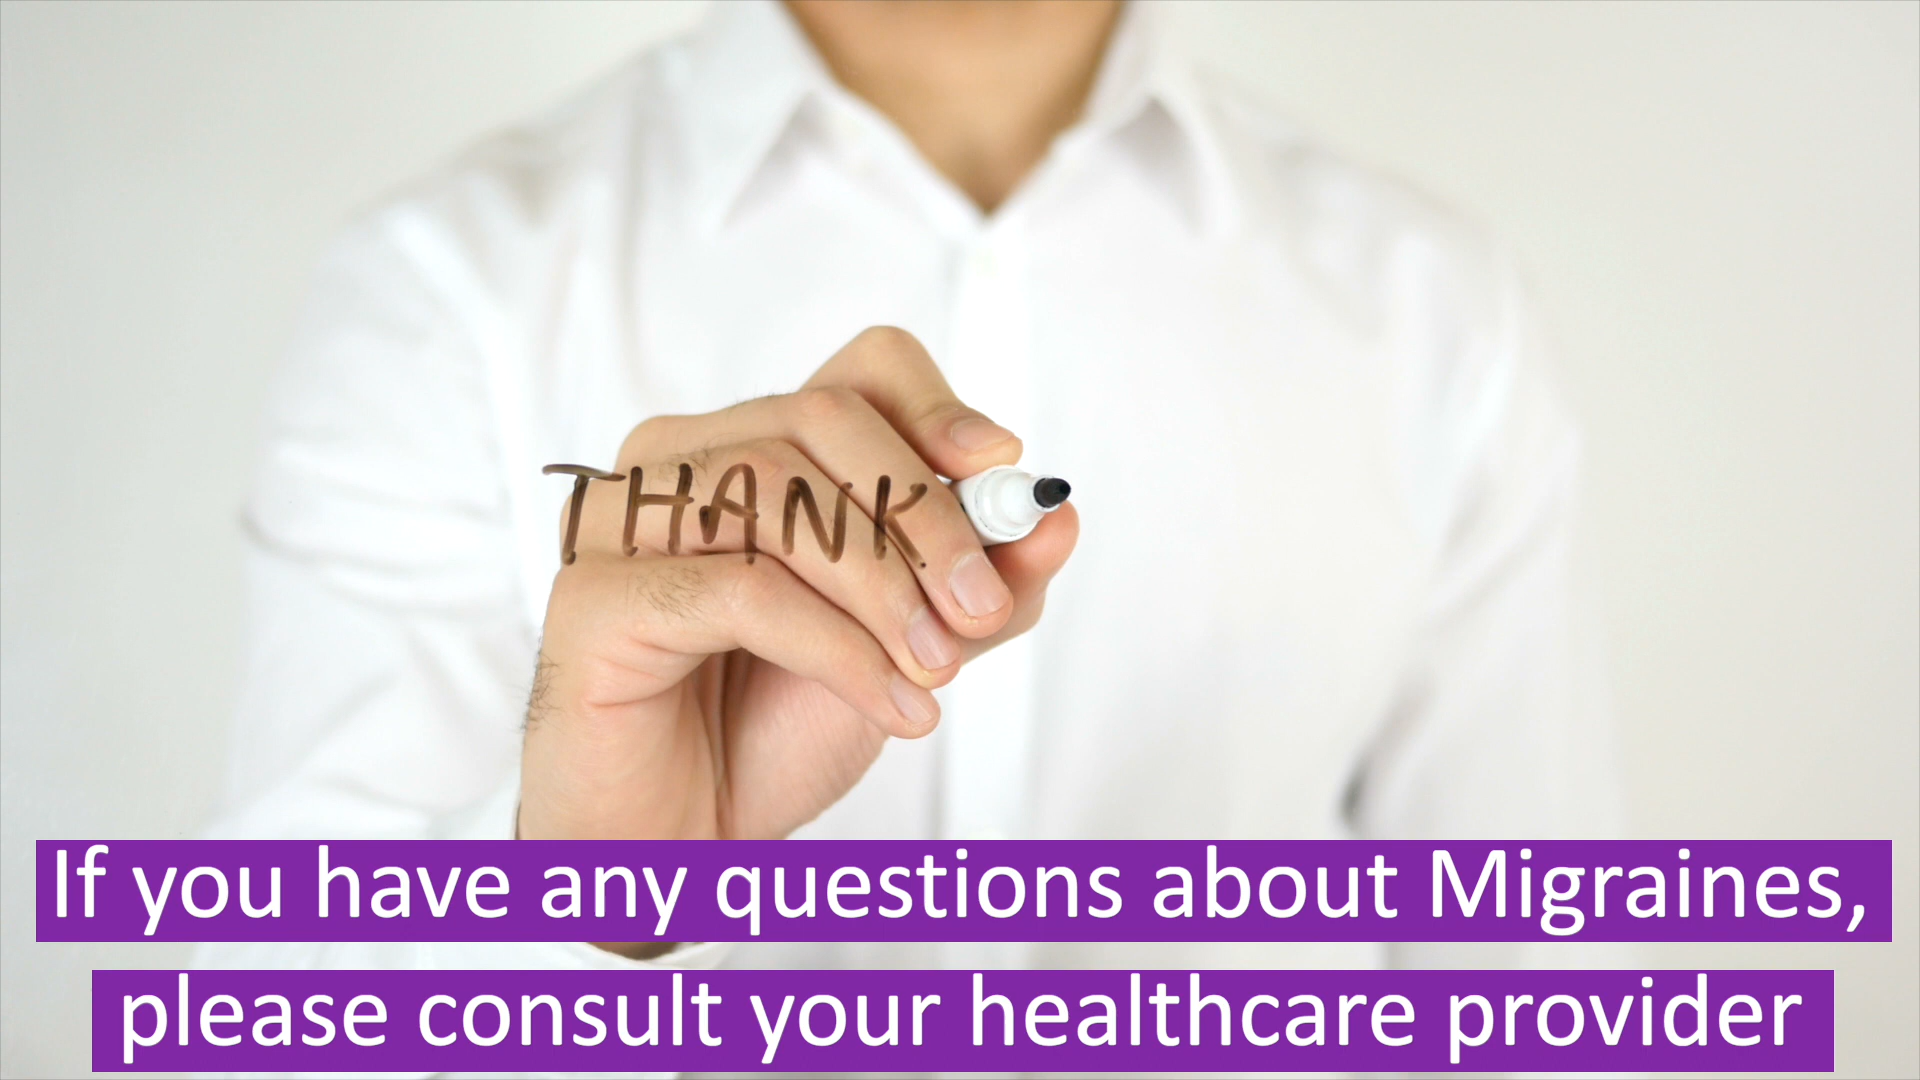 THANK
If you have any questions about Migraines,
please consult your healthcare provider